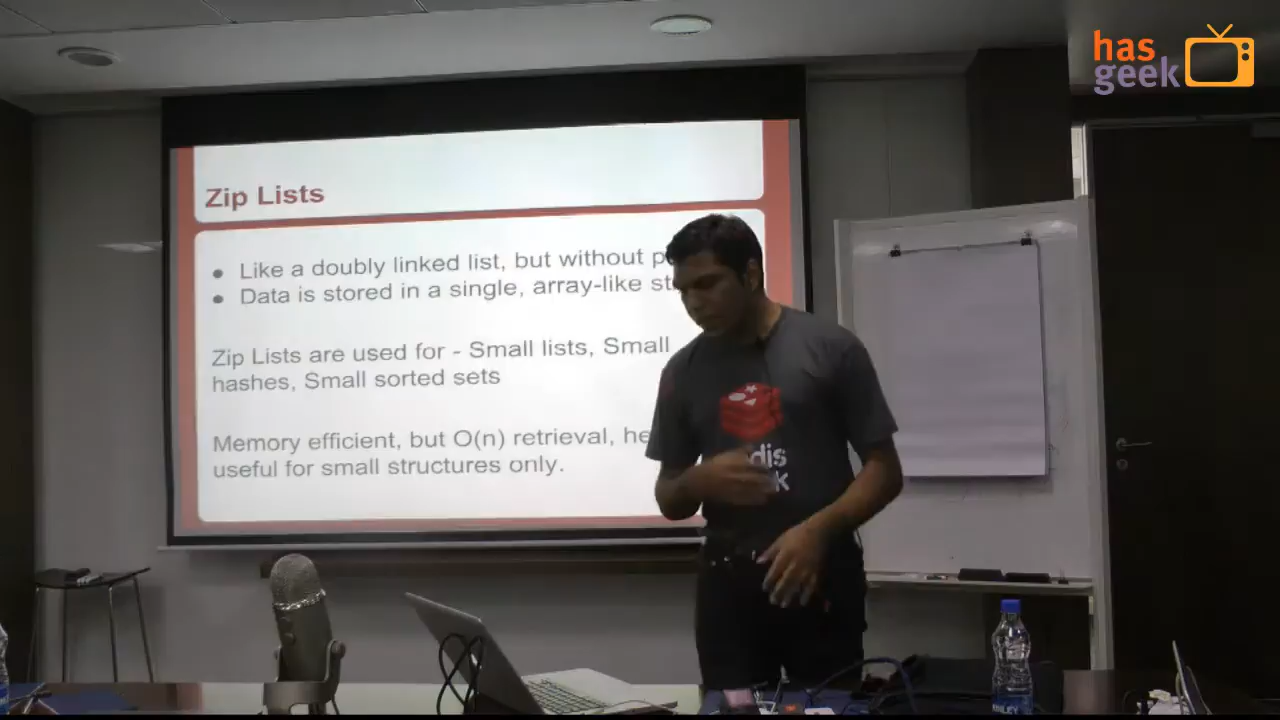 has
geek
Zip Lists
Like a doubly linked list, but without
Data is stored in a single, array-like
Zip Lists are used for - Small lists, Small
hashes, Small sorted sets
Memory efficient, but O(n) retrieval,
useful for small structures only.